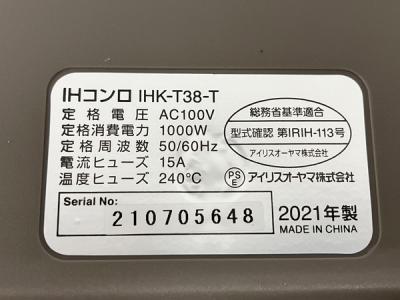 IHコンロ IHK-T38-T
定格電圧 AC100V
定格消費電力 1000W
定格周波数 50/60Hz
電流ヒューズ 15A
温度ヒューズ 240℃
総務省基準適合
型式確認 第IRIH-113号
アイリスオーヤマ株式会社
PSE アイリスオーヤマ株式会社
Serial No:
210705648
2021年製
MADE IN CHINA